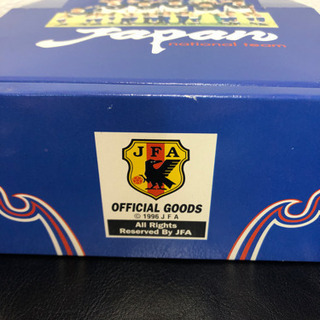 Japan
national team
JFA
OFFICIAL GOODS
© 1996 J.F.A
All Rights
Reserved By JFA